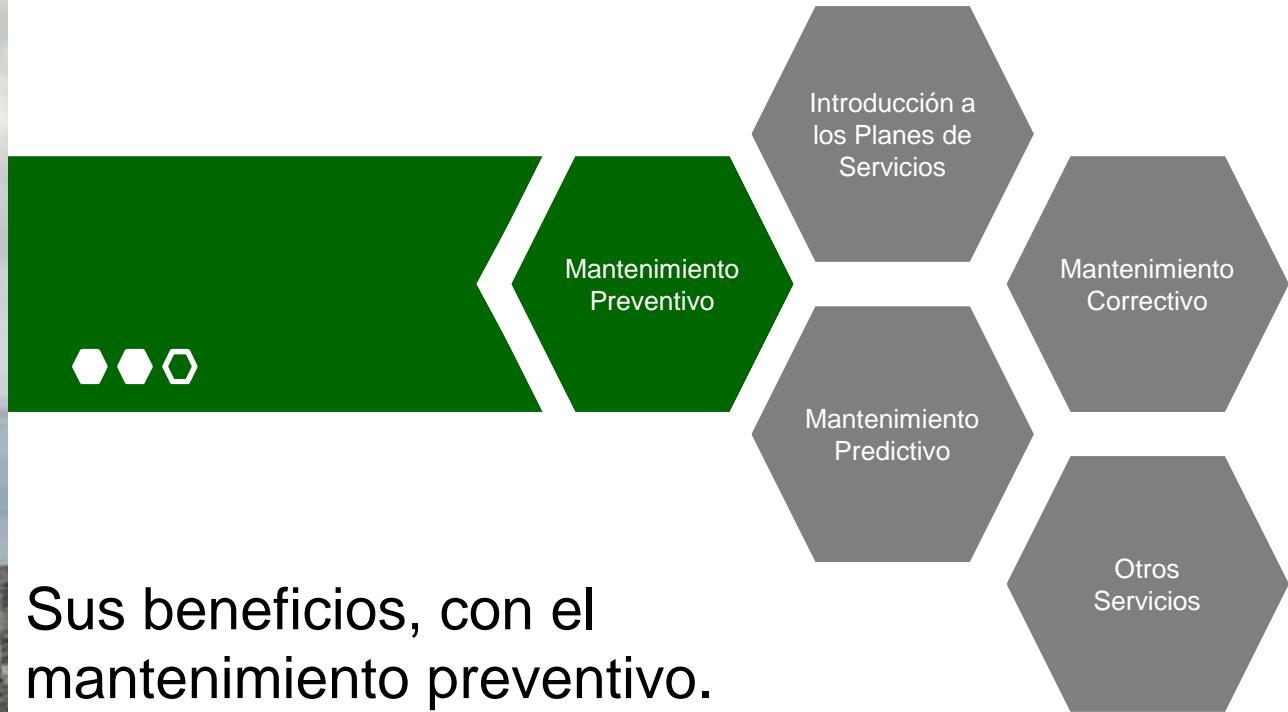 Introducción a
los Planes de
Servicios
Mantenimiento
Preventivo
Mantenimiento
Correctivo
Mantenimiento
Predictivo
Otros
Servicios
Sus beneficios, con el
mantenimiento preventivo.